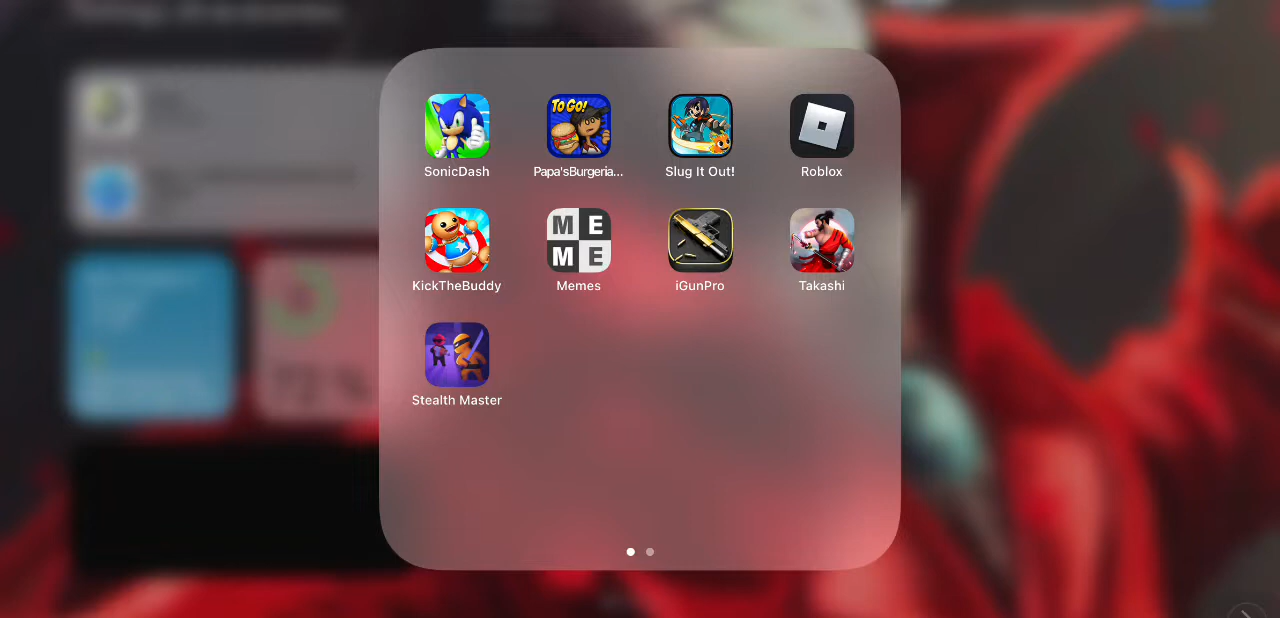 TO GO!
SonicDash
Papa'sBurgeria...
Slug It Out!
Roblox
M E
M E
KickTheBuddy
Memes
iGunPro
Takashi
Stealth Master